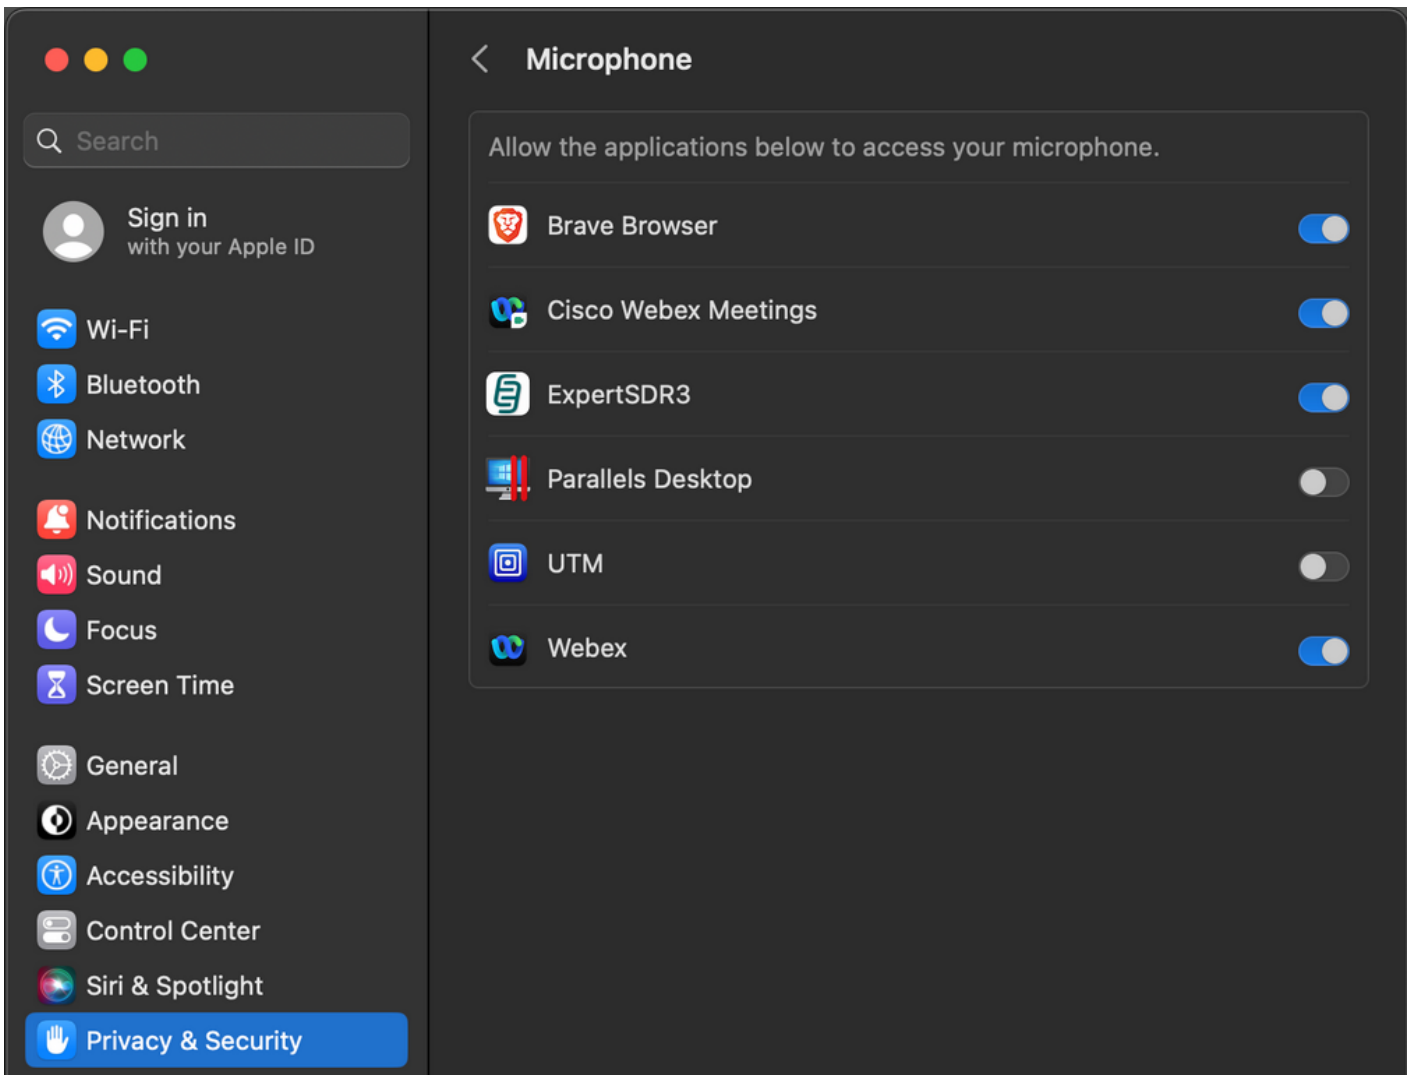 Microphone
Search
Allow the applications below to access your microphone.
Sign in
with your Apple ID
Brave Browser
Cisco Webex Meetings
Wi-Fi
Bluetooth
ExpertSDR3
Network
Parallels Desktop
Notifications
UTM
Sound
Focus
Webex
Screen Time
General
Appearance
Accessibility
Control Center
Siri & Spotlight
Privacy & Security